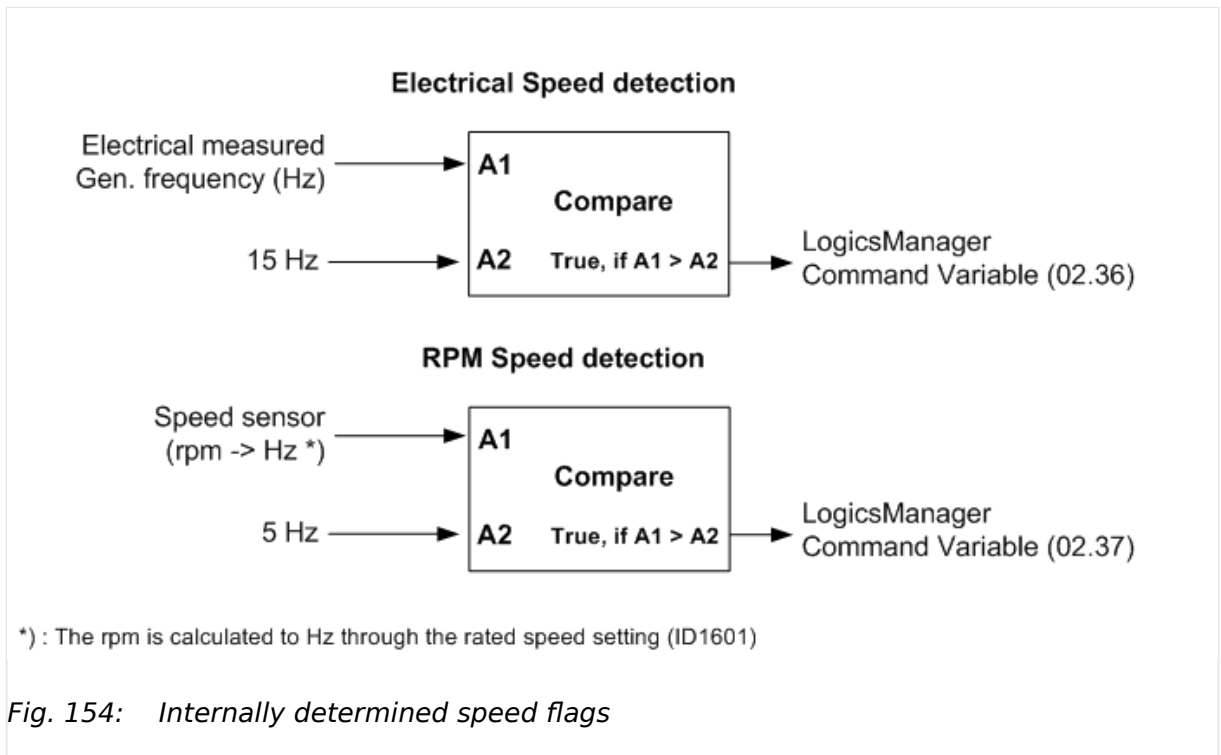 Electrical Speed detection
Electrical measured
Gen. frequency (Hz)
A1
Compare
15 Hz
A2
True, if A1 > A2
LogicsManager
Command Variable (02.36)
RPM Speed detection
Speed sensor
(rpm -> Hz *)
A1
Compare
5 Hz
A2
True, if A1 > A2
LogicsManager
Command Variable (02.37)
*) : The rpm is calculated to Hz through the rated speed setting (ID1601)
Fig. 154: Internally determined speed flags